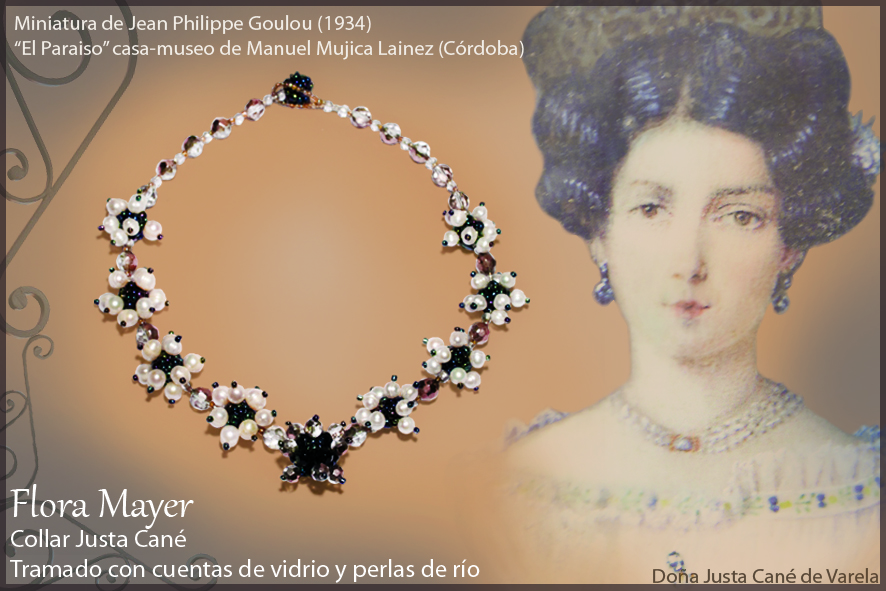 Miniatura de Jean Philippe Goulou (1934)
“El Paraiso” casa-museo de Manuel Mujica Lainez (Córdoba)
Flora Mayer
Collar Justa Cané
Tramado con cuentas de vidrio y perlas de río
Doña Justa Cané de Varela